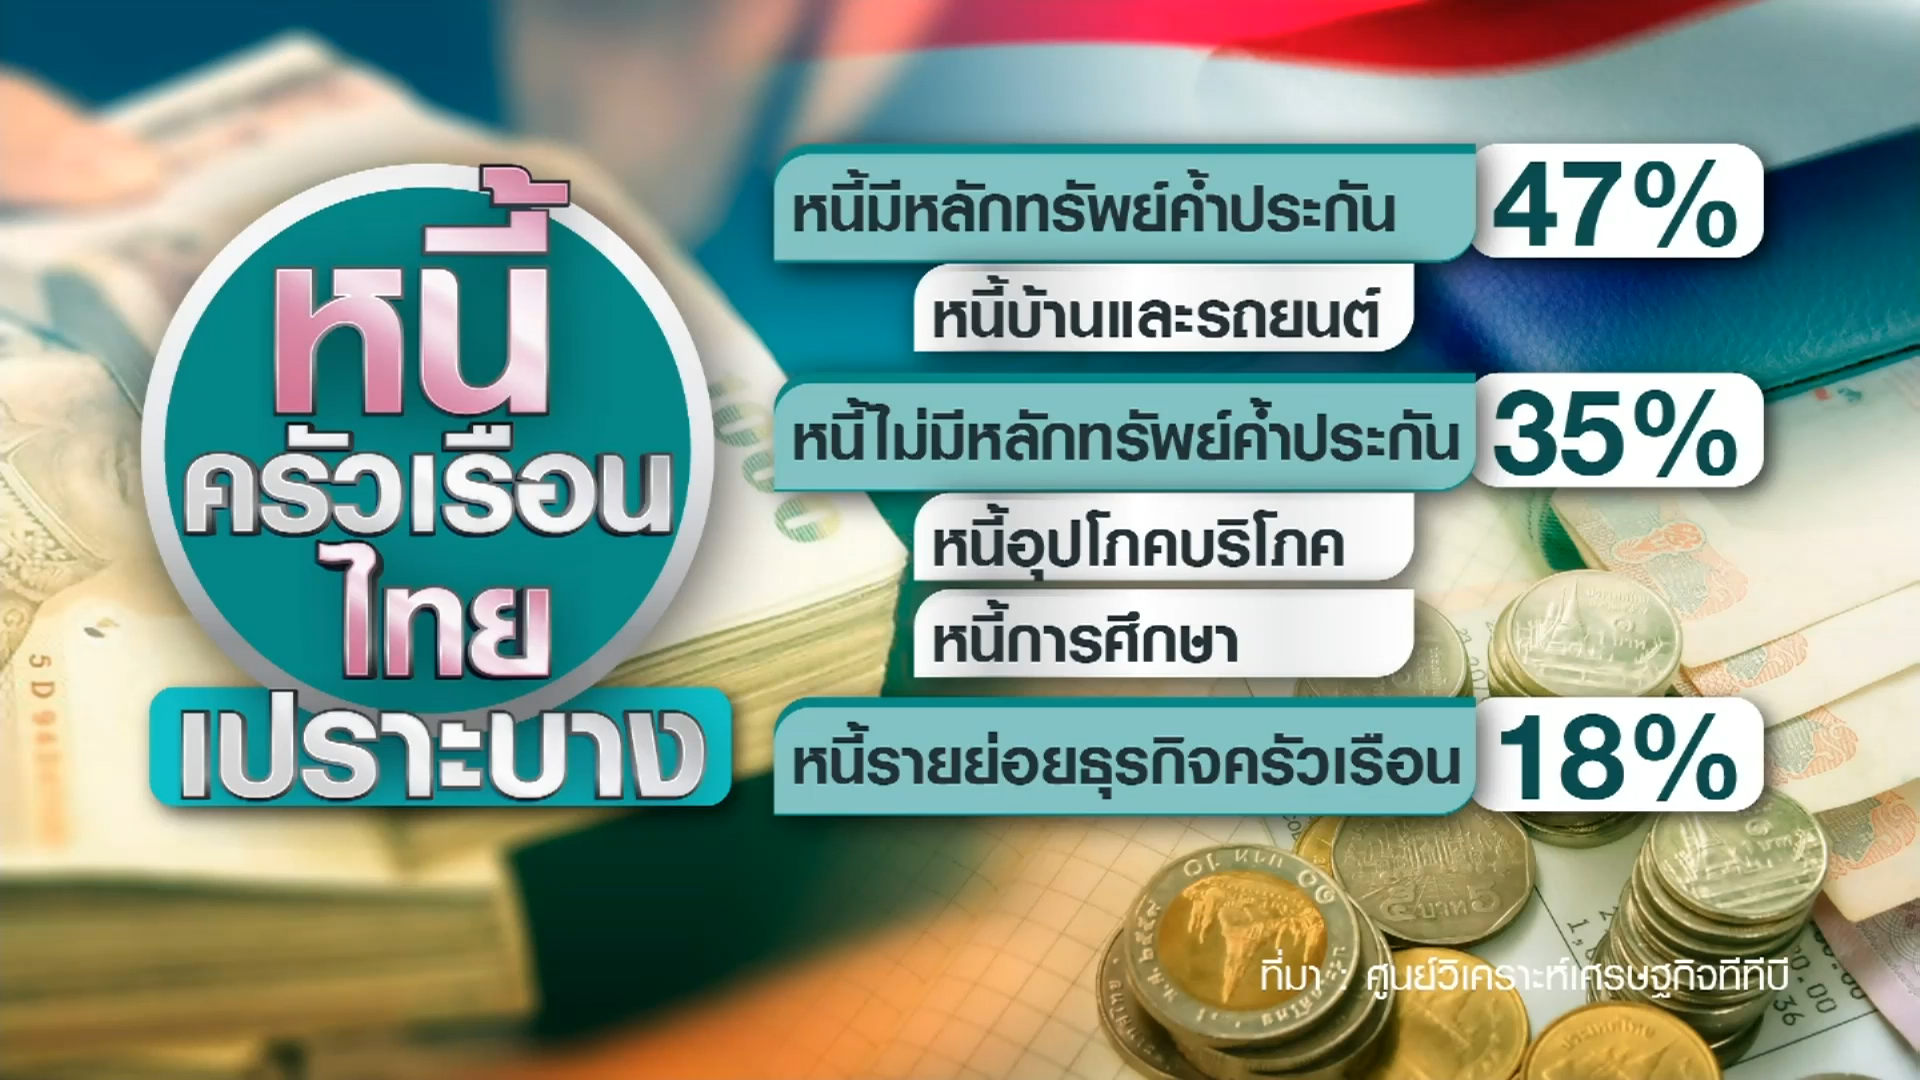 หนี้
ครัวเรือน
ไทย
เปราะบาง
หนี้มีหลักทรัพย์ค้ำประกัน 47%
หนี้บ้านและรถยนต์
หนี้ไม่มีหลักทรัพย์ค้ำประกัน 35%
หนี้อุปโภคบริโภค
หนี้การศึกษา
หนี้รายย่อยธุรกิจครัวเรือน 18%
ที่มา : ศูนย์วิเคราะห์เศรษฐกิจทีทีบี